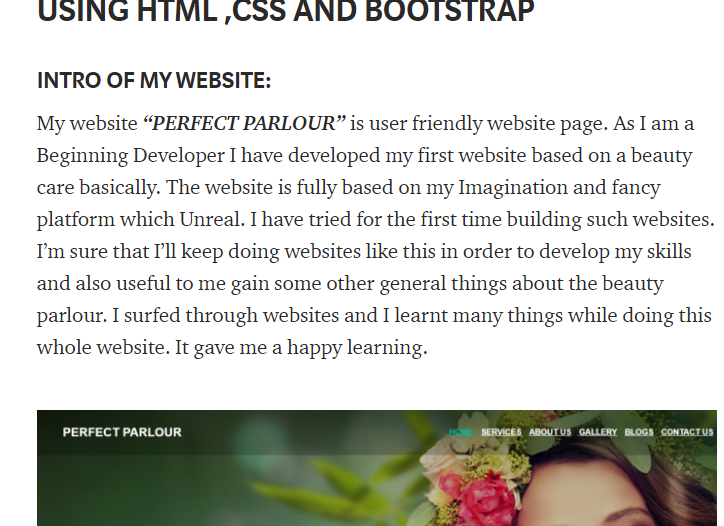 USING HTML ,CSS AND BOOTSTRAP
INTRO OF MY WEBSITE:
My website “PERFECT PARLOUR” is user friendly website page. As I am a
Beginning Developer I have developed my first website based on a beauty
care basically. The website is fully based on my Imagination and fancy
platform which Unreal. I have tried for the first time building such websites.
I’m sure that I’ll keep doing websites like this in order to develop my skills
and also useful to me gain some other general things about the beauty
parlour. I surfed through websites and I learnt many things while doing this
whole website. It gave me a happy learning.
PERFECT PARLOUR HOME SERVICES ABOUT US GALLERY BLOGS CONTACT US